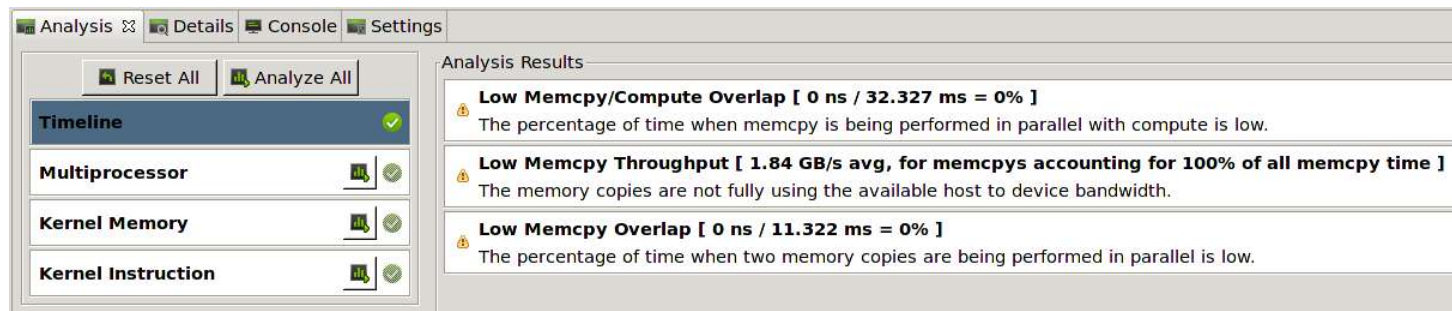 Analysis Details Console Settings
Reset All Analyze All
Timeline
Multiprocessor
Kernel Memory
Kernel Instruction
Analysis Results
Low Memcpy/Compute Overlap [ 0 ns / 32.327 ms = 0% ]
The percentage of time when memcpy is being performed in parallel with compute is low.
Low Memcpy Throughput [ 1.84 GB/s avg, for memcpys accounting for 100% of all memcpy time ]
The memory copies are not fully using the available host to device bandwidth.
Low Memcpy Overlap [ 0 ns / 11.322 ms = 0% ]
The percentage of time when two memory copies are being performed in parallel is low.